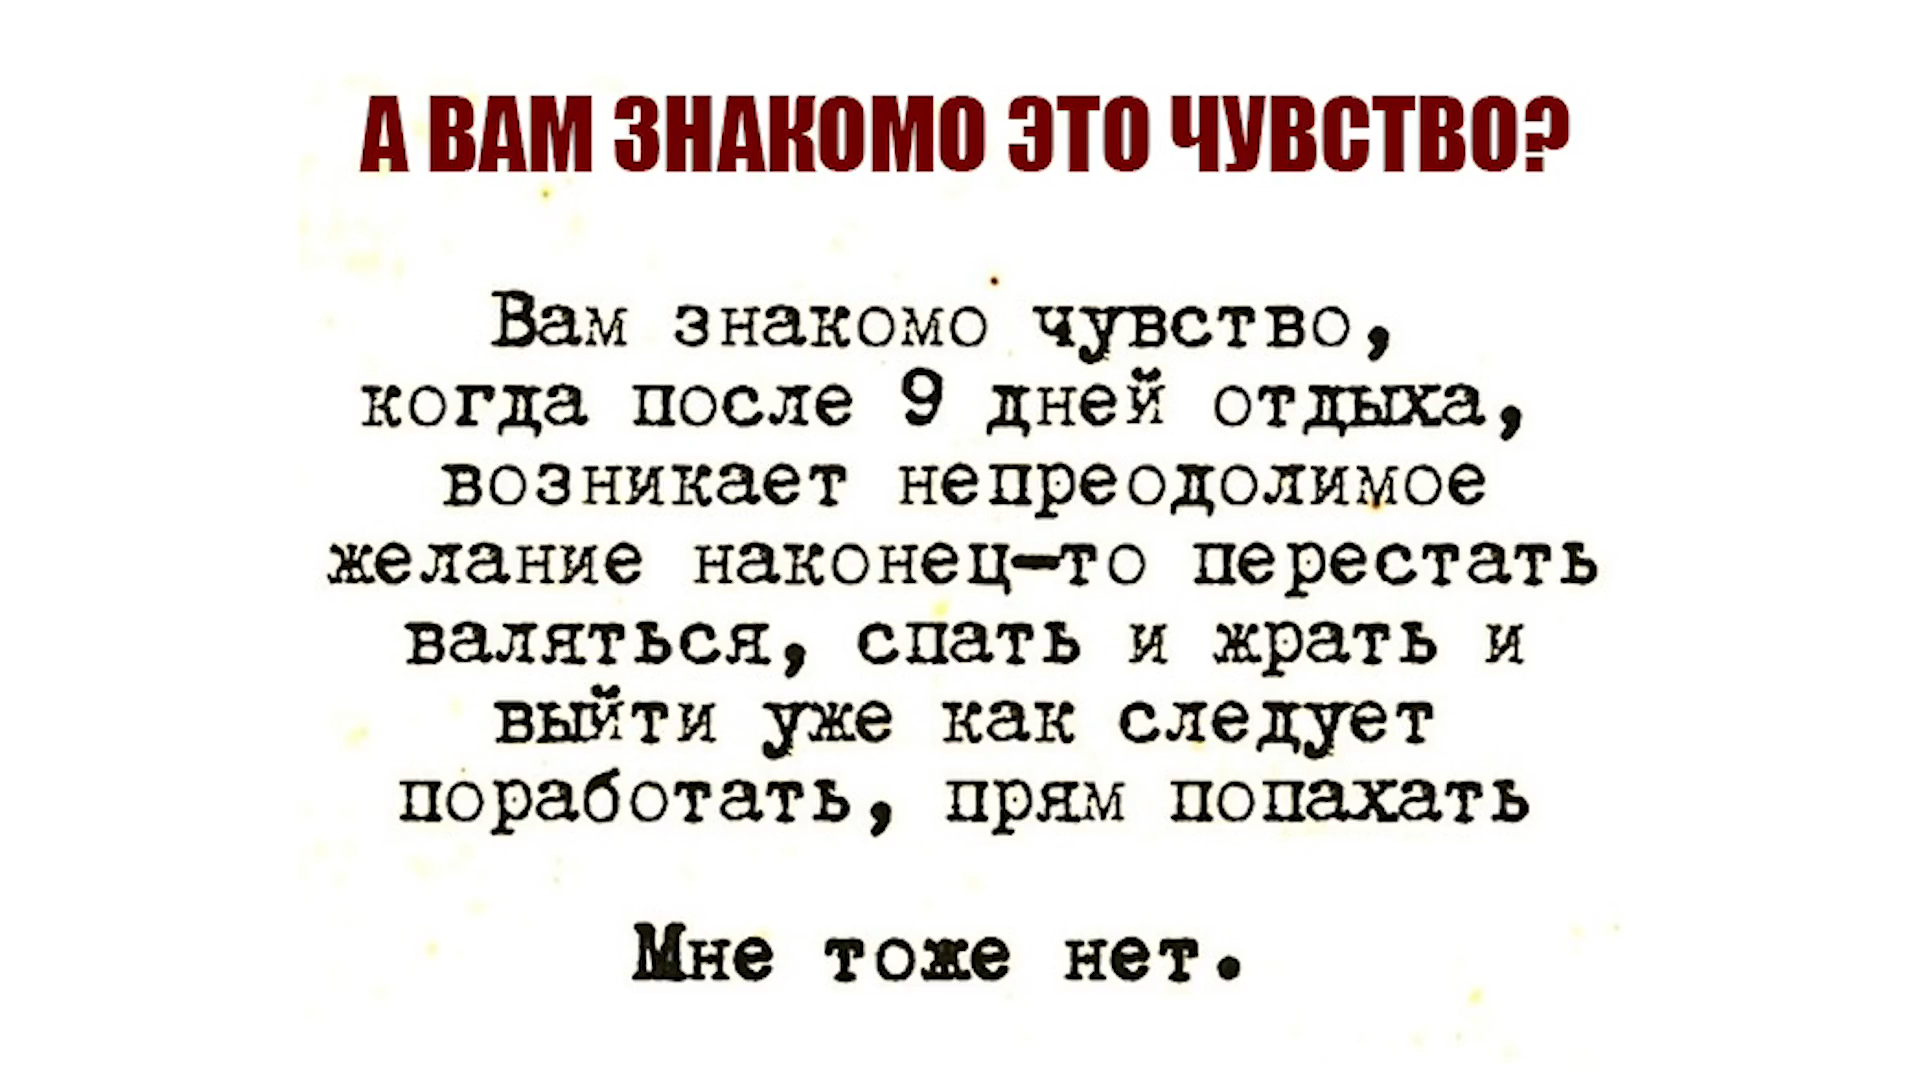 А ВАМ ЗНАКОМО ЭТО ЧУВСТВО?
Вам знакомо чувство,
когда после 9 дней отдыха,
возникает непреодолимое
желание наконец-то перестать
валяться, спать и жрать и
выйти уже как следует
поработать, прям попахать
Мне тоже нет.